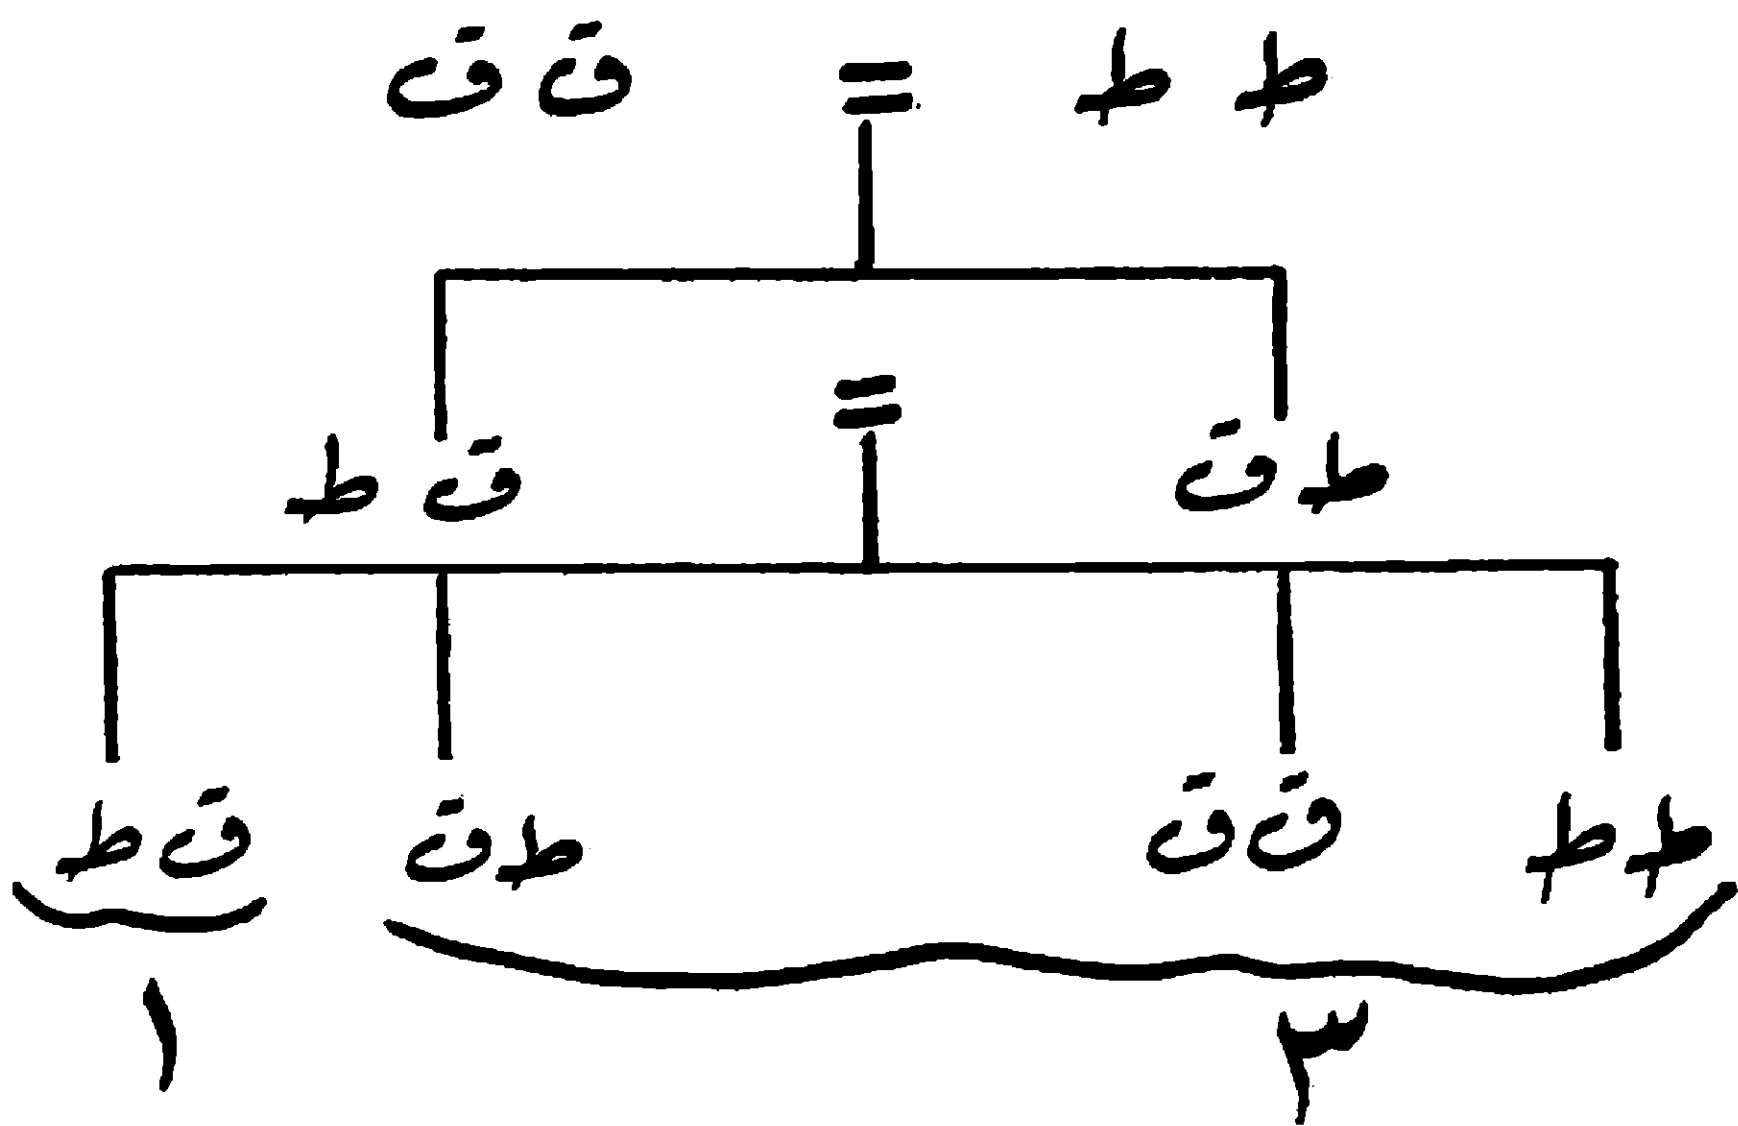 ط ط = ق ق
ط ق = ق ط
ط ط ق ق ط ق ق ط
٣ ١